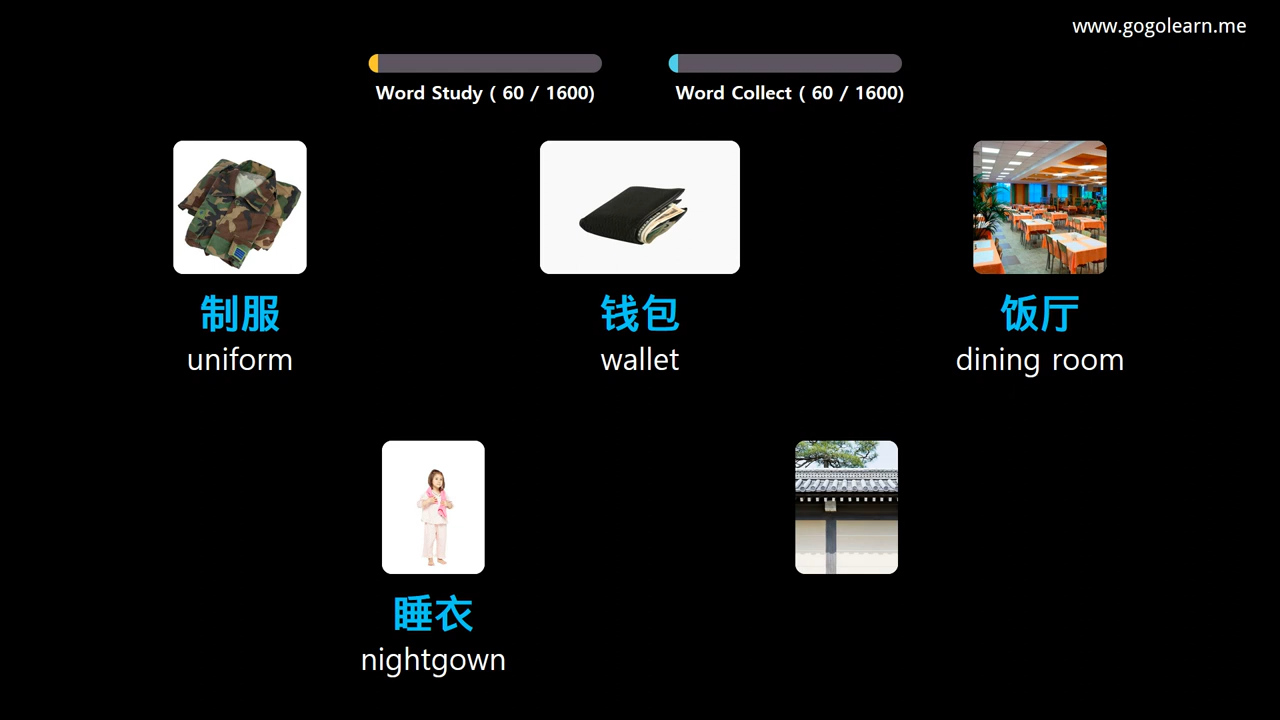 www.gogolearn.me
Word Study ( 60 / 1600)
Word Collect ( 60 / 1600)
制服
uniform
钱包
wallet
饭厅
dining room
睡衣
nightgown